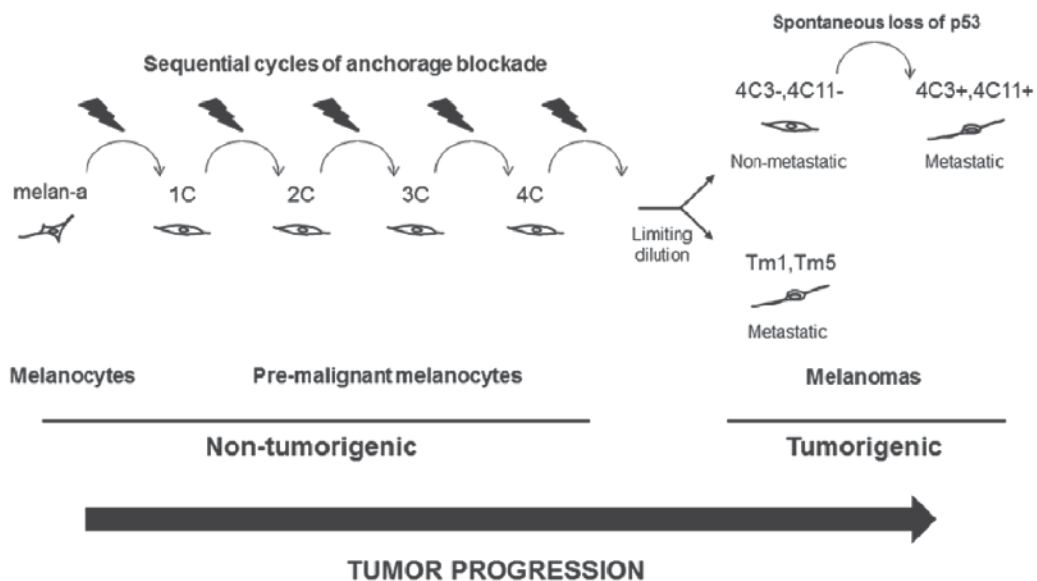 Spontaneous loss of p53
Sequential cycles of anchorage blockade
4C3-,4C11-
4C3+,4C11+
Non-metastatic
Metastatic
melan-a
1C
2C
3C
4C
Limiting
dilution
Tm1,Tm5
Metastatic
Melanocytes
Pre-malignant melanocytes
Melanomas
Non-tumorigenic
Tumorigenic
TUMOR PROGRESSION